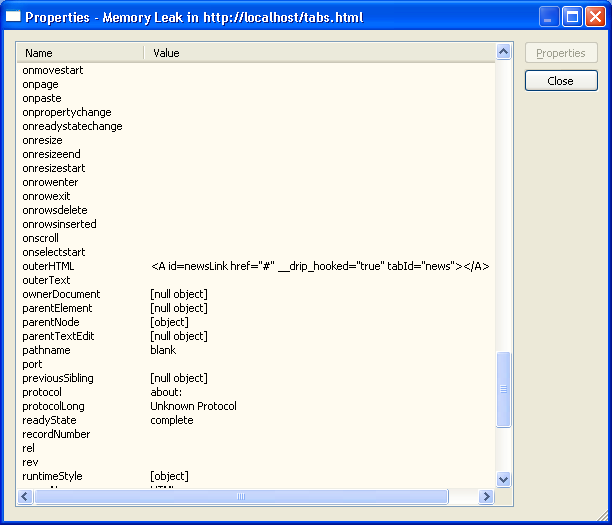 Properties - Memory Leak in http://localhost/tabs.html
Name Value
Properties
Close
onmovestart
onpage
onpaste
onpropertychange
onreadystatechange
onresize
onresizeend
onresizestart
onrowenter
onrowexit
onrowsdelete
onrowsinserted
onscroll
onselectstart
outerHTML <A id=newsLink href="#" __drip_hooked="true" tabId="news"></A>
outerText
ownerDocument [null object]
parentElement [null object]
parentNode [object]
parentTextEdit [null object]
pathname blank
port
previousSibling [null object]
protocol about:
protocolLong Unknown Protocol
readyState complete
recordNumber
rel
rev
runtimeStyle [object]